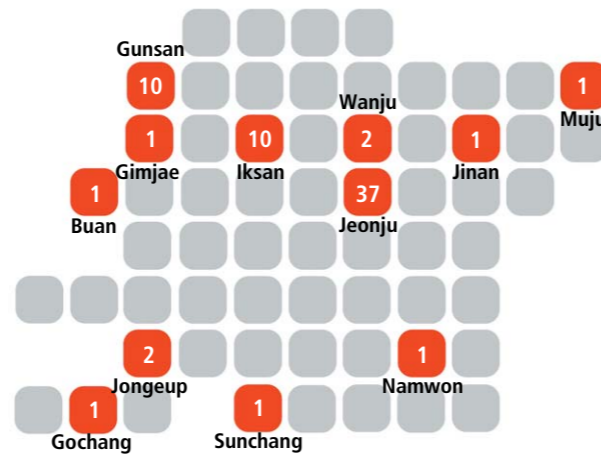 Gunsan
10
1
Wanju
Muju
1
10
2
1
Gimjae
Iksan
Jinan
1
37
Buan
Jeonju
2
1
Jongeup
Namwon
1
1
Gochang
Sunchang